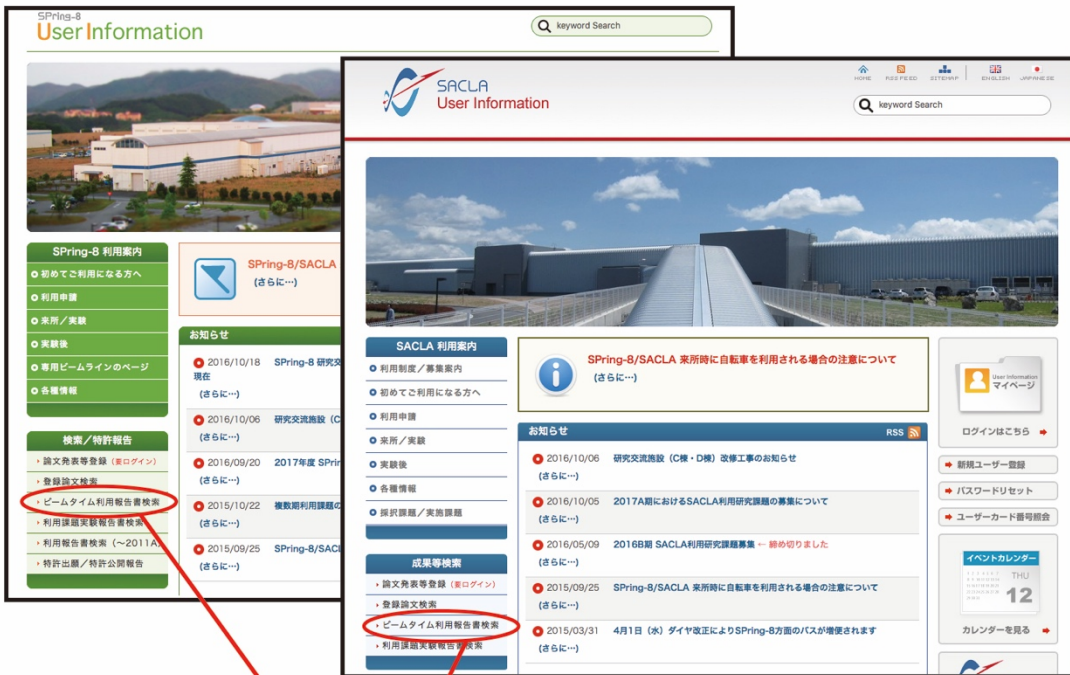 SPring-8
User Information
keyword Search
SPring-8 利用案内
初めてご利用になる方へ
利用申請
来所／実験
実験後
専用ビームラインのページ
各種情報
検索／特許報告
論文発表等登録（要ログイン）
登録論文検索
ビームタイム利用報告書検索
利用課題実験報告書検索
利用報告書検索（～2011A）
特許出願／特許公開報告
SPring-8/SACLA
(さらに…)
お知らせ
2016/10/18 SPring-8 研究交
現在
(さらに…)
2016/10/06 研究交流施設（C
(さらに…)
2016/09/20 2017年度 SPrin
(さらに…)
2015/10/22 複数期利用課題の
(さらに…)
2015/09/25 SPring-8/SACL
(さらに…)
SACLA
User Information
HOME RSS FEED SITEMAP ENGLISH JAPANESE
keyword Search
SACLA 利用案内
利用制度／募集案内
初めてご利用になる方へ
利用申請
来所／実験
実験後
各種情報
採択課題／実施課題
成果等検索
論文発表等登録（要ログイン）
登録論文検索
ビームタイム利用報告書検索
利用課題実験報告書検索
SPring-8/SACLA 来所時に自転車を利用される場合の注意について
(さらに…)
お知らせ RSS
2016/10/06 研究交流施設（C棟・D棟）改修工事のお知らせ
(さらに…)
2016/10/05 2017A期におけるSACLA利用研究課題の募集について
(さらに…)
2016/05/09 2016B期 SACLA利用研究課題募集 ← 締め切りました
(さらに…)
2015/09/25 SPring-8/SACLA 来所時に自転車を利用される場合の注意について
(さらに…)
2015/03/31 4月1日（水）ダイヤ改正によりSPring-8方面のバスが増便されます
(さらに…)
User Information
マイページ
ログインはこちら
新規ユーザー登録
パスワードリセット
ユーザーカード番号照会
イベントカレンダー
THU
12
カレンダーを見る